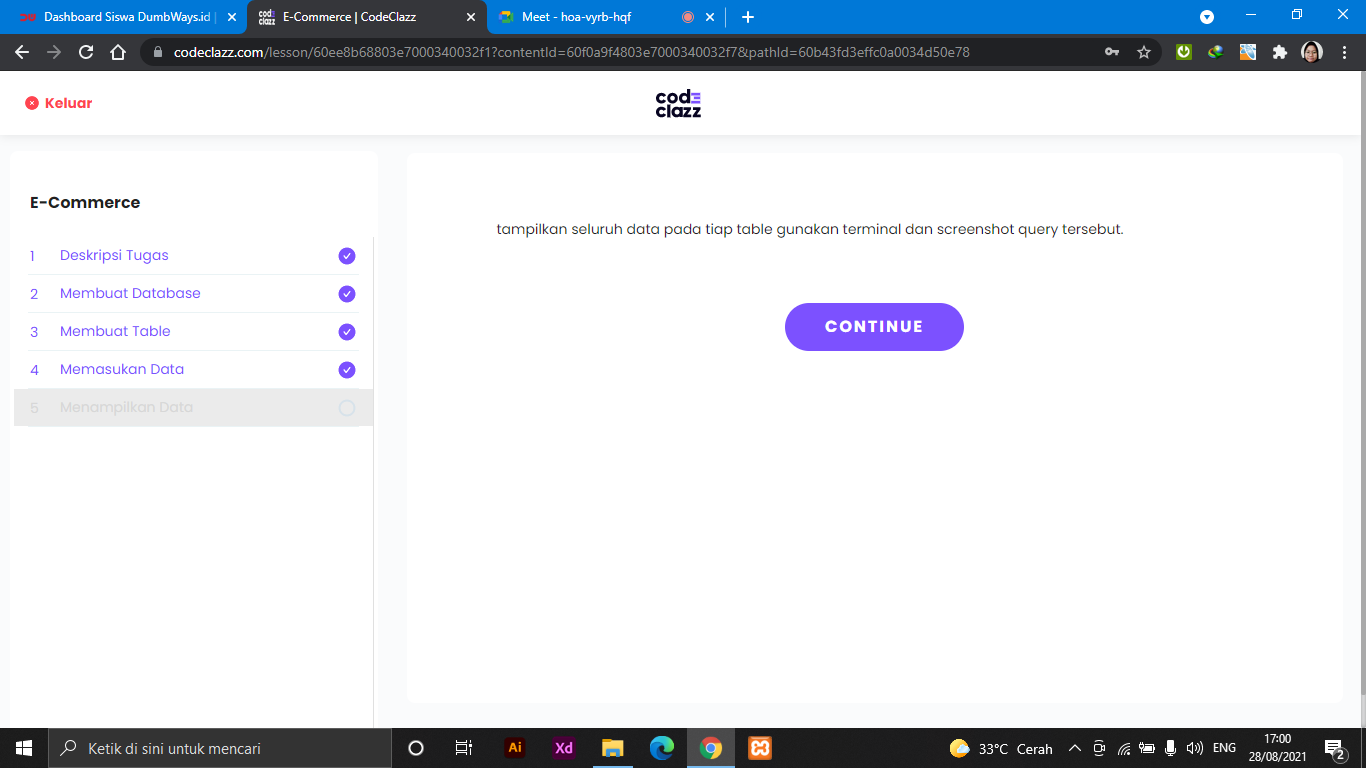 Dashboard Siswa DumbWays.id |
E-Commerce | CodeClazz
Meet - hoa-vyrb-hqf
codeclazz.com/lesson/60ee8b68803e7000340032f1?contentId=60f0a9f4803e7000340032f7&pathId=60b43fd3effc0a0034d50e78
Keluar
code
clazz
E-Commerce
1 Deskripsi Tugas
2 Membuat Database
3 Membuat Table
4 Memasukan Data
5 Menampilkan Data
tampilkan seluruh data pada tiap table gunakan terminal dan screenshot query tersebut.
CONTINUE
Ketik di sini untuk mencari
Ai
Xd
33°C Cerah
ENG
17:00
28/08/2021
2